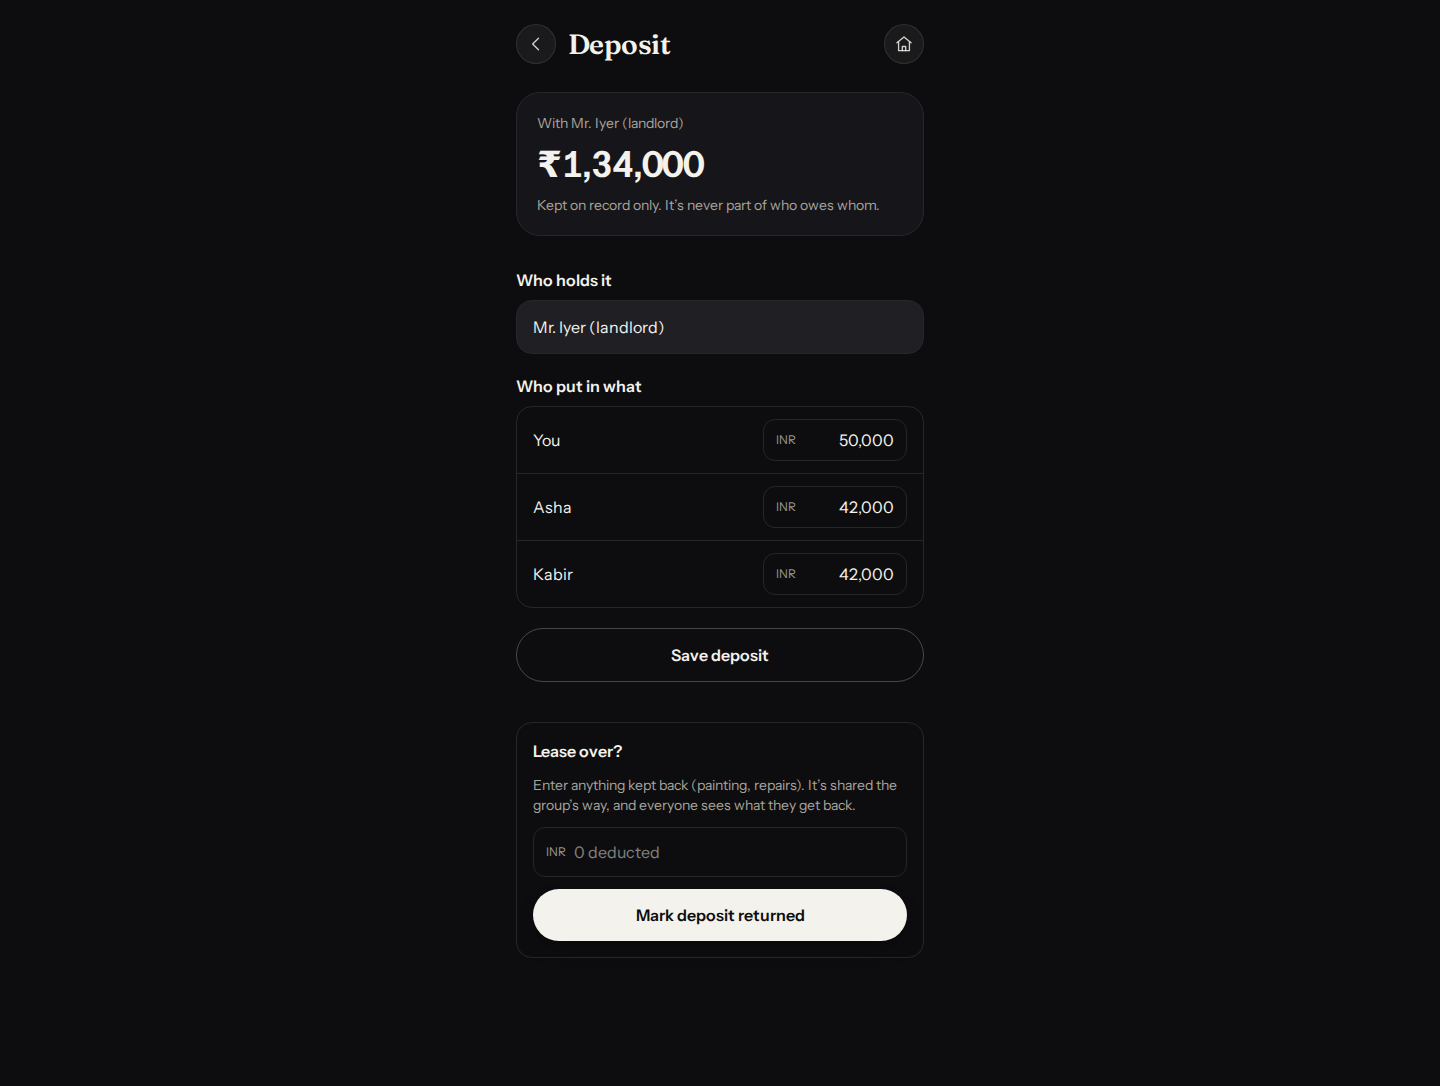 Deposit
With Mr. Iyer (landlord)
₹1,34,000
Kept on record only. It’s never part of who owes whom.
Who holds it
Mr. Iyer (landlord)
Who put in what
You
INR 50,000
Asha
INR 42,000
Kabir
INR 42,000
Save deposit
Lease over?
Enter anything kept back (painting, repairs). It’s shared the
group’s way, and everyone sees what they get back.
INR 0 deducted
Mark deposit returned